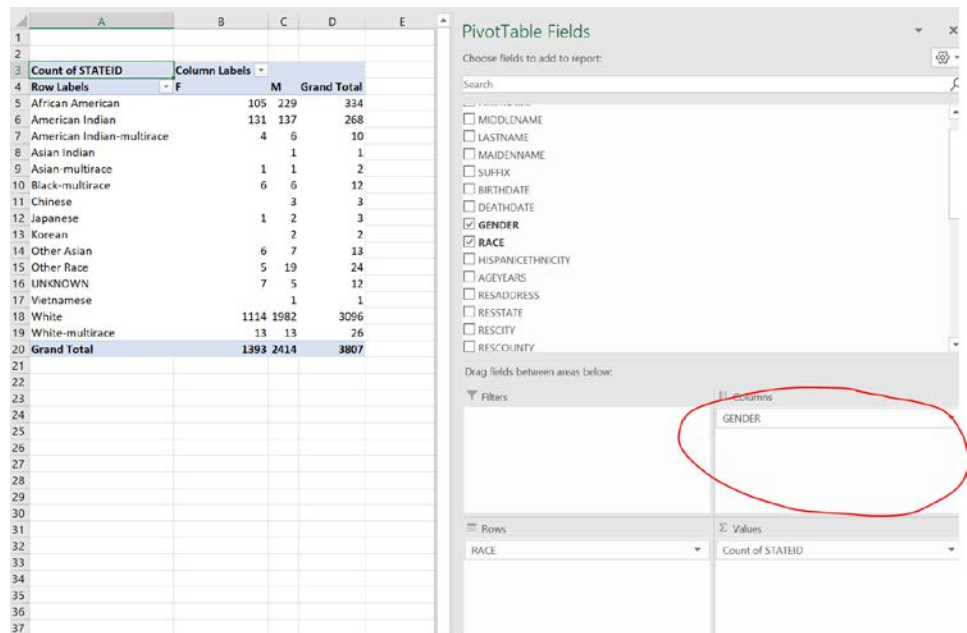 A B C D E
1
2
3 Count of STATEID Column Labels
4 Row Labels F M Grand Total
5 African American 105 229 334
6 American Indian 131 137 268
7 American Indian-multirace 4 6 10
8 Asian Indian 1 1
9 Asian-multirace 1 1 2
10 Black-multirace 6 6 12
11 Chinese 3 3
12 Japanese 1 2 3
13 Korean 2 2
14 Other Asian 6 7 13
15 Other Race 5 19 24
16 UNKNOWN 7 5 12
17 Vietnamese 1 1
18 White 1114 1982 3096
19 White-multirace 13 13 26
20 Grand Total 1393 2414 3807
21
22
23
24
25
26
27
28
29
30
31
32
33
34
35
36
37
PivotTable Fields
Choose fields to add to report:
Search
MIDDLENAME
LASTNAME
MAIDENNAME
SUFFIX
BIRTHDATE
DEATHDATE
GENDER
RACE
HISPANICETHNICITY
AGEYEARS
RESADDRESS
RESSTATE
RESCITY
RESCOUNTY
Drag fields between areas below:
Filters
Columns
GENDER
Rows
RACE
Σ Values
Count of STATEID